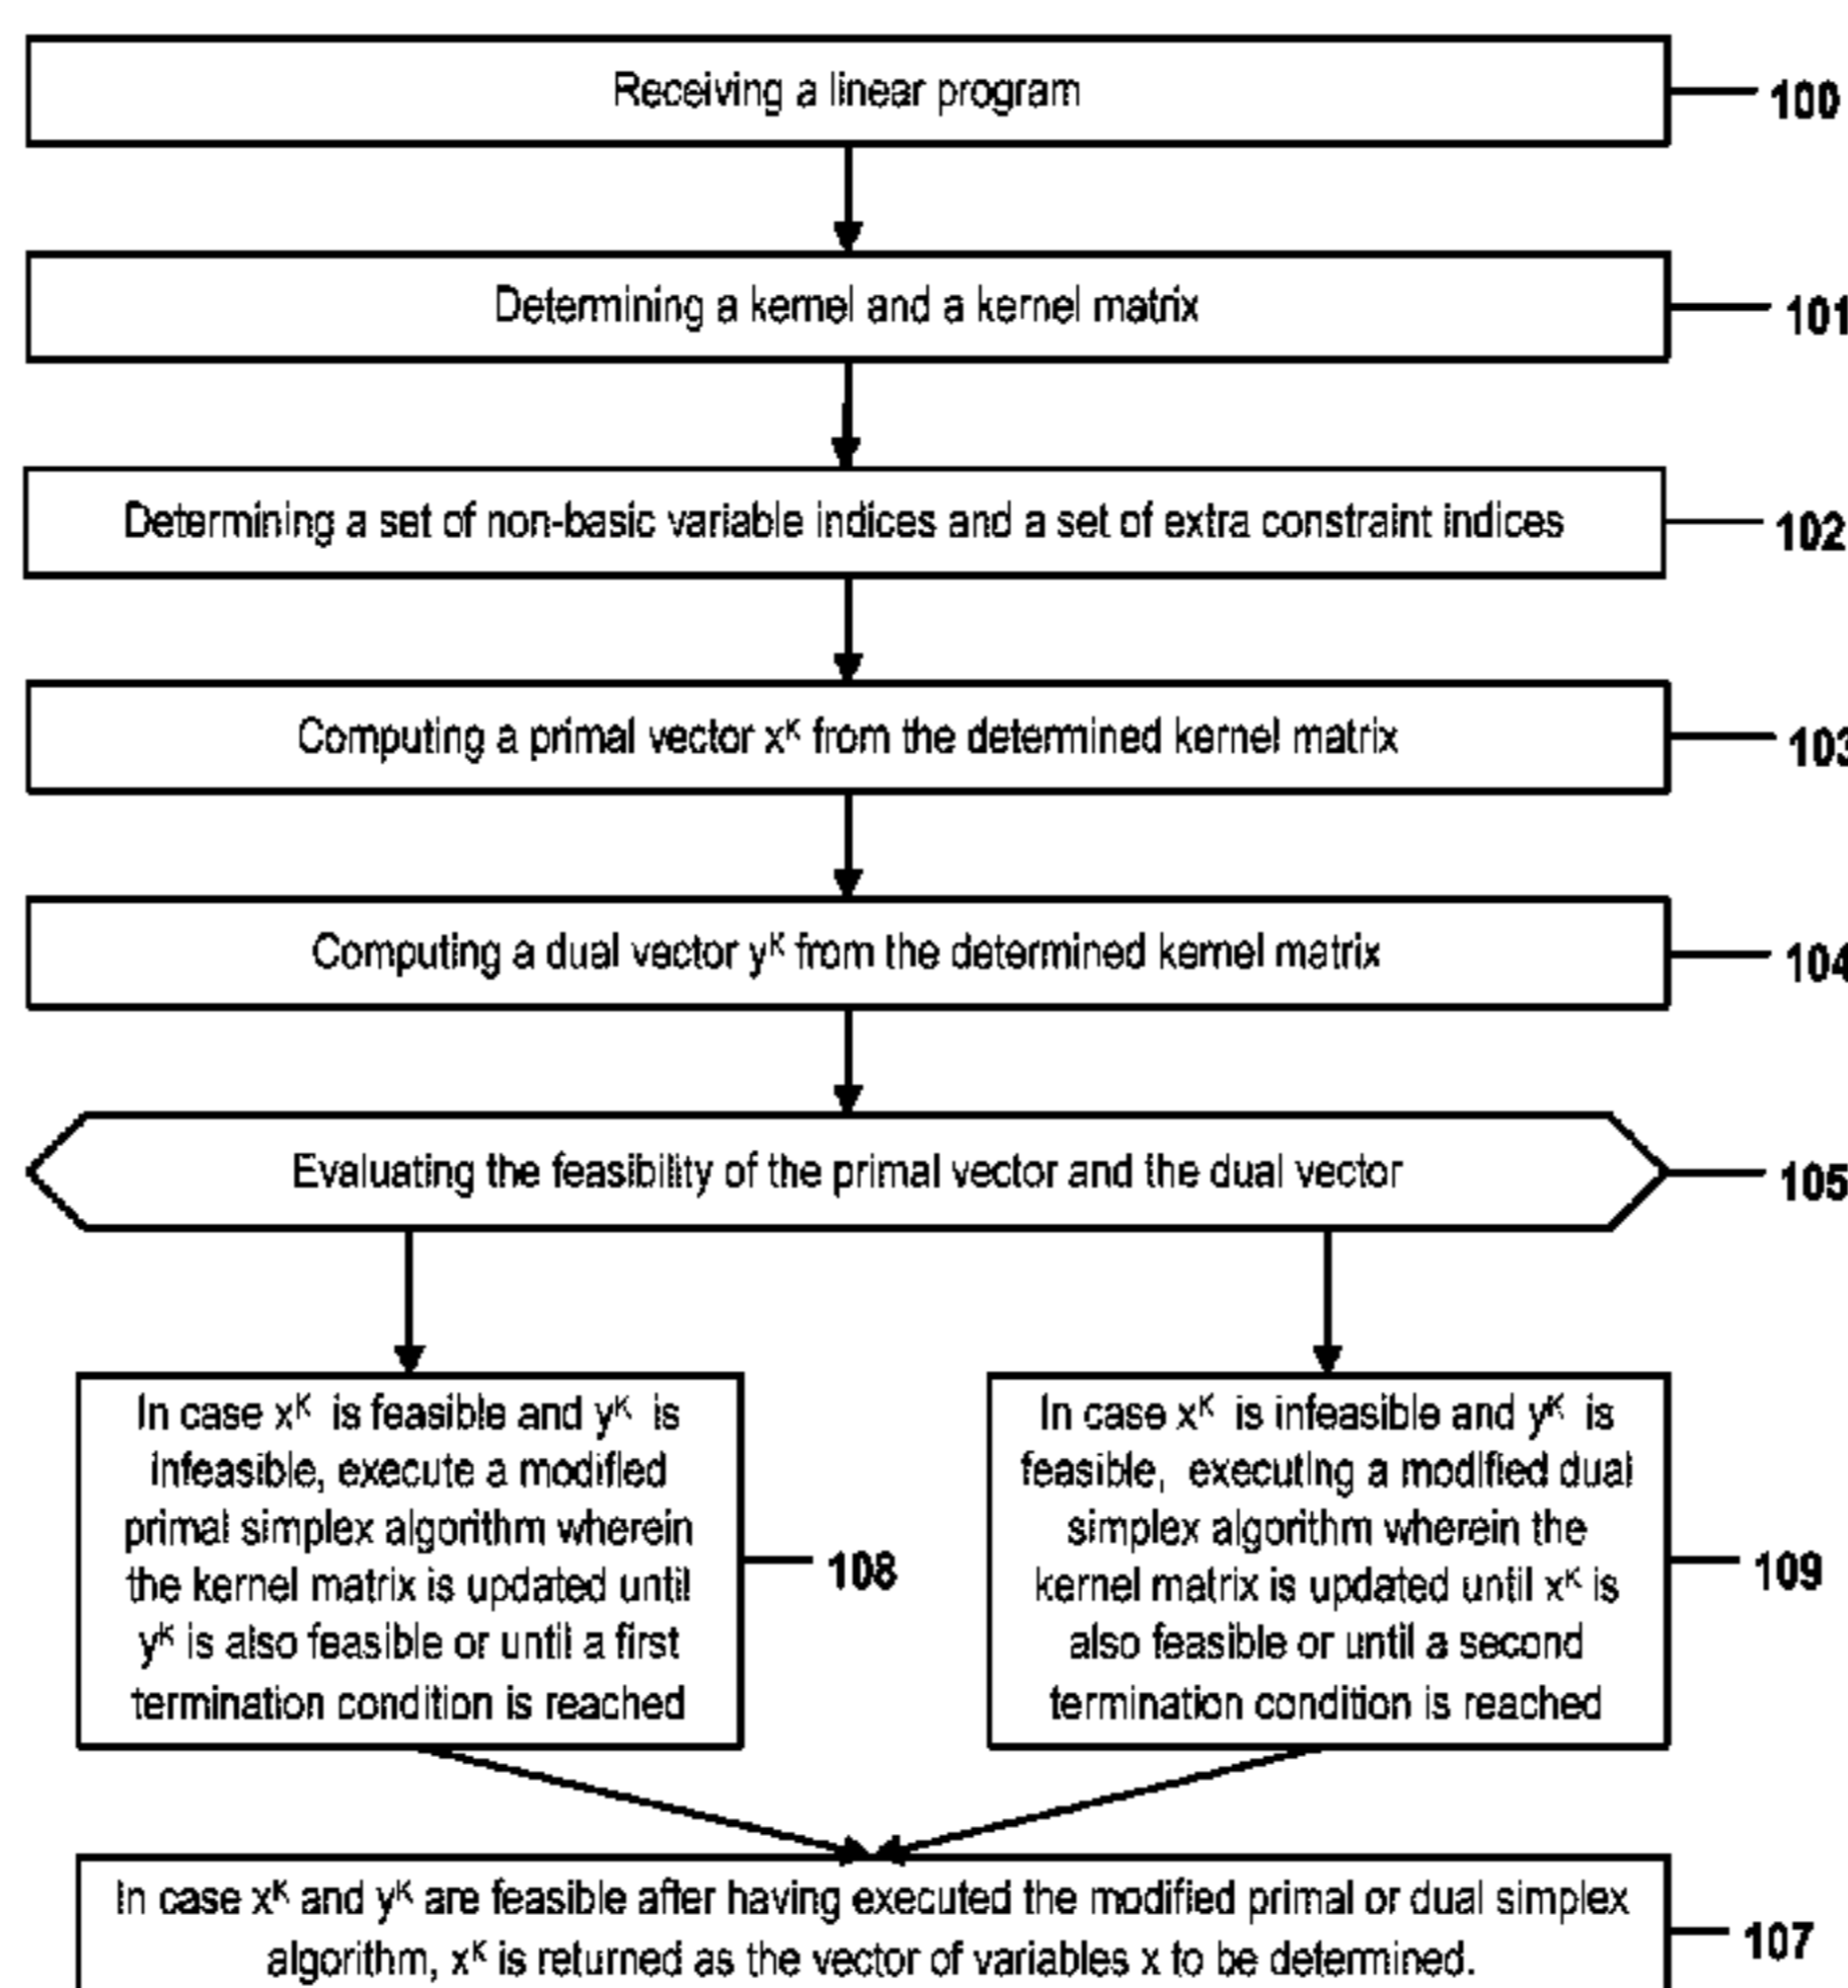 Receiving a linear program
100
Determining a kernel and a kernel matrix
101
Determining a set of non-basic variable indices and a set of extra constraint indices
102
Computing a primal vector xᴷ from the determined kernel matrix
103
Computing a dual vector yᴷ from the determined kernel matrix
104
Evaluating the feasibility of the primal vector and the dual vector
105
In case xᴷ is feasible and yᴷ is
infeasible, execute a modified
primal simplex algorithm wherein
the kernel matrix is updated until
yᴷ is also feasible or until a first
termination condition is reached
108
In case xᴷ is infeasible and yᴷ is
feasible, executing a modified dual
simplex algorithm wherein the
kernel matrix is updated until xᴷ is
also feasible or until a second
termination condition is reached
109
In case xᴷ and yᴷ are feasible after having executed the modified primal or dual simplex
algorithm, xᴷ is returned as the vector of variables x to be determined.
107